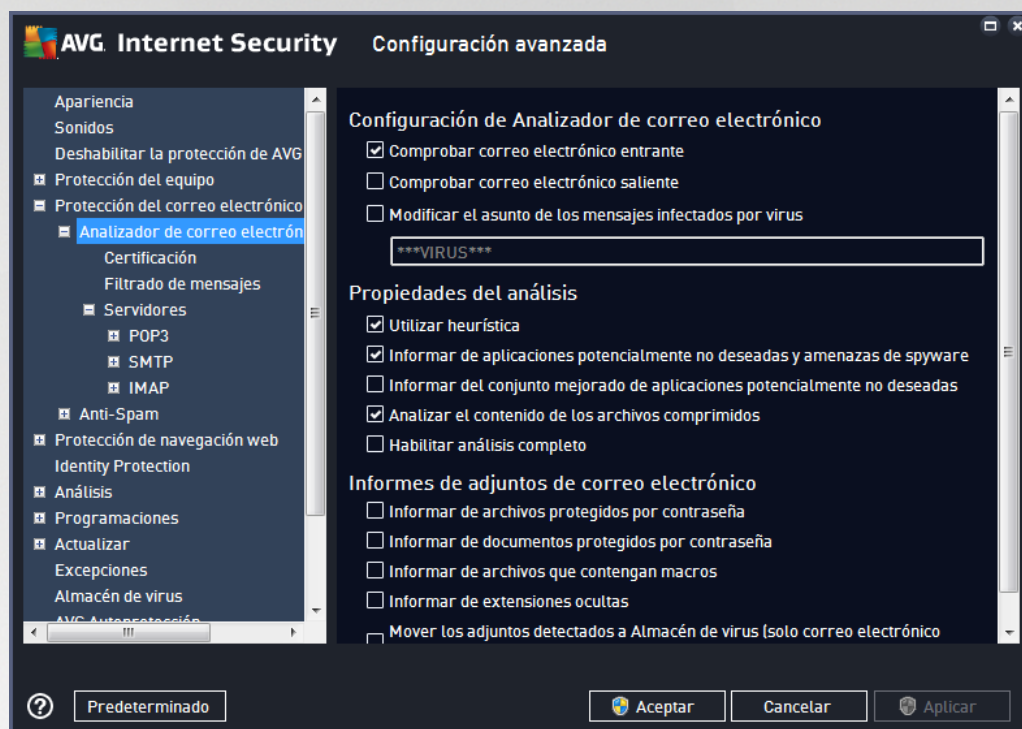 AVG. Internet Security
Configuración avanzada
Apariencia
Sonidos
Deshabilitar la protección de AVG
Protección del equipo
Protección del correo electrónico
Analizador de correo electrón
Certificación
Filtrado de mensajes
Servidores
POP3
SMTP
IMAP
Anti-Spam
Protección de navegación web
Identity Protection
Análisis
Programaciones
Actualizar
Excepciones
Almacén de virus
AVG Autoprotección
Configuración de Analizador de correo electrónico
Comprobar correo electrónico entrante
Comprobar correo electrónico saliente
Modificar el asunto de los mensajes infectados por virus
***VIRUS***
Propiedades del análisis
Utilizar heurística
Informar de aplicaciones potencialmente no deseadas y amenazas de spyware
Informar del conjunto mejorado de aplicaciones potencialmente no deseadas
Analizar el contenido de los archivos comprimidos
Habilitar análisis completo
Informes de adjuntos de correo electrónico
Informar de archivos protegidos por contraseña
Informar de documentos protegidos por contraseña
Informar de archivos que contengan macros
Informar de extensiones ocultas
Mover los adjuntos detectados a Almacén de virus (solo correo electrónico
Predeterminado
Aceptar
Cancelar
Aplicar